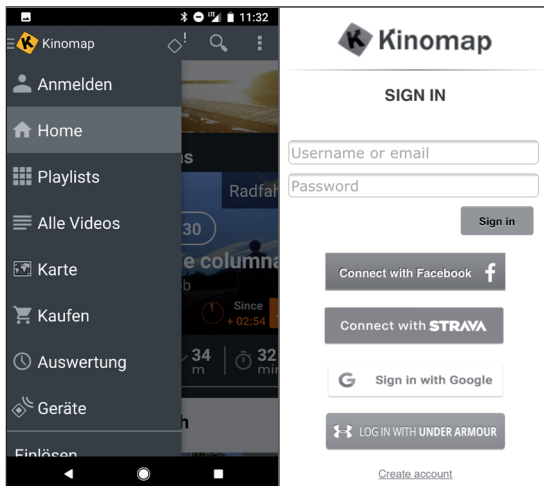 11:32
Kinomap
Anmelden
Home
Playlists
Alle Videos
Karte
Kaufen
Auswertung
Geräte
Einlösen
Radfah
30
e columna
b
Since
+ 02:54
34
m
32
min
h
Kinomap
SIGN IN
Username or email
Password
Sign in
Connect with Facebook
Connect with STRAVA
Sign in with Google
LOG IN WITH UNDER ARMOUR
Create account